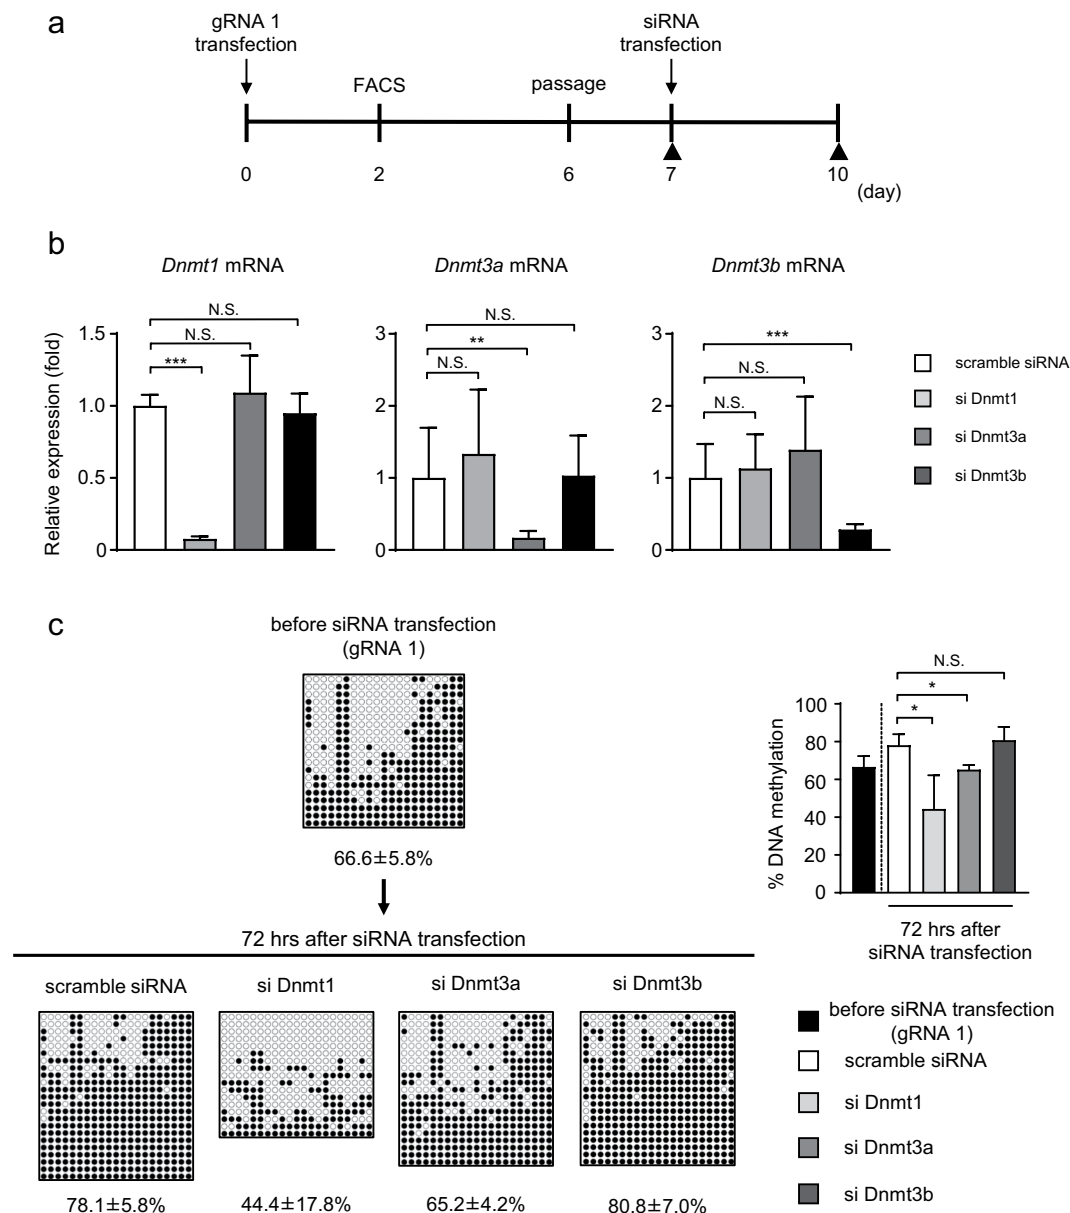 a
gRNA 1
transfection
siRNA
transfection
FACS
passage
0
2
6
7
10
(day)
b
Dnmt1 mRNA
Dnmt3a mRNA
Dnmt3b mRNA
Relative expression (fold)
1.5
1.0
0.5
0
N.S.
N.S.
***
3
2
1
0
N.S.
**
N.S.
3
2
1
0
***
N.S.
N.S.
scramble siRNA
si Dnmt1
si Dnmt3a
si Dnmt3b
c
before siRNA transfection
(gRNA 1)
66.6±5.8%
72 hrs after siRNA transfection
scramble siRNA
si Dnmt1
si Dnmt3a
si Dnmt3b
78.1±5.8%
44.4±17.8%
65.2±4.2%
80.8±7.0%
% DNA methylation
100
80
60
40
20
0
N.S.
*
*
72 hrs after
siRNA transfection
before siRNA transfection
(gRNA 1)
scramble siRNA
si Dnmt1
si Dnmt3a
si Dnmt3b